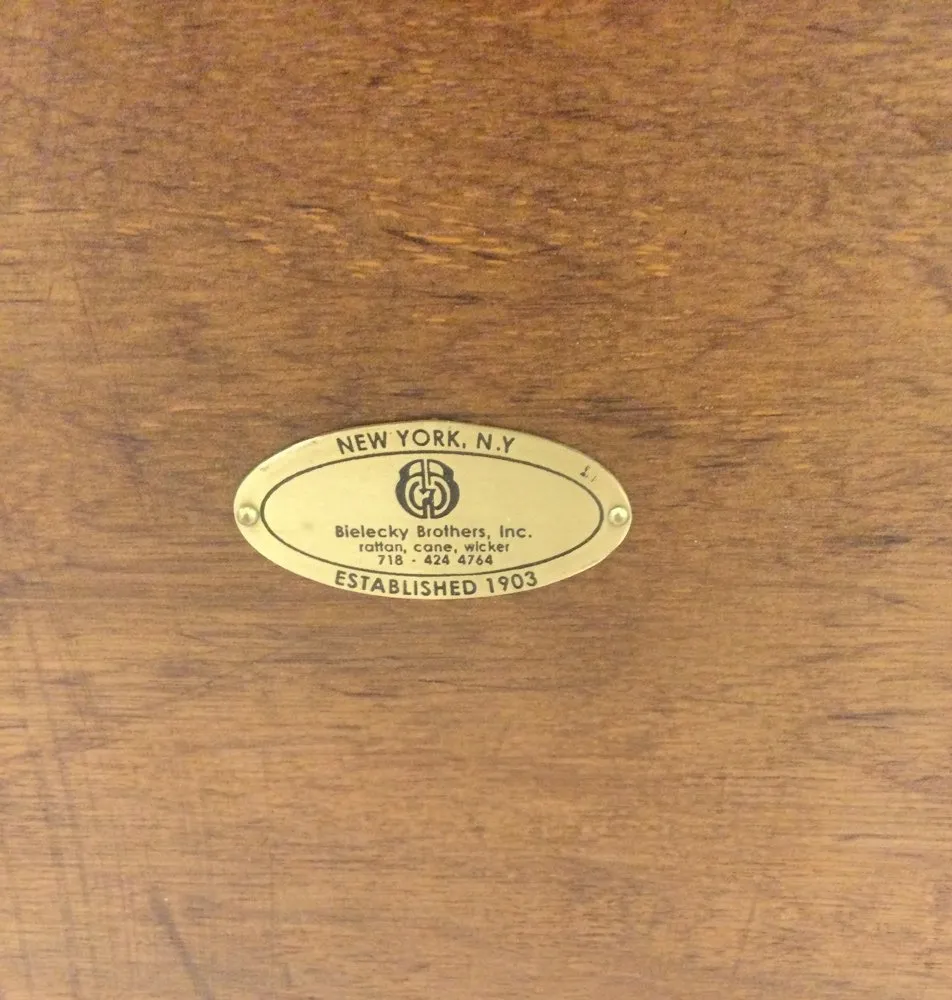 NEW YORK, N.Y
Bielecky Brothers, Inc.
rattan, cane, wicker
718 - 424 4764
ESTABLISHED 1903